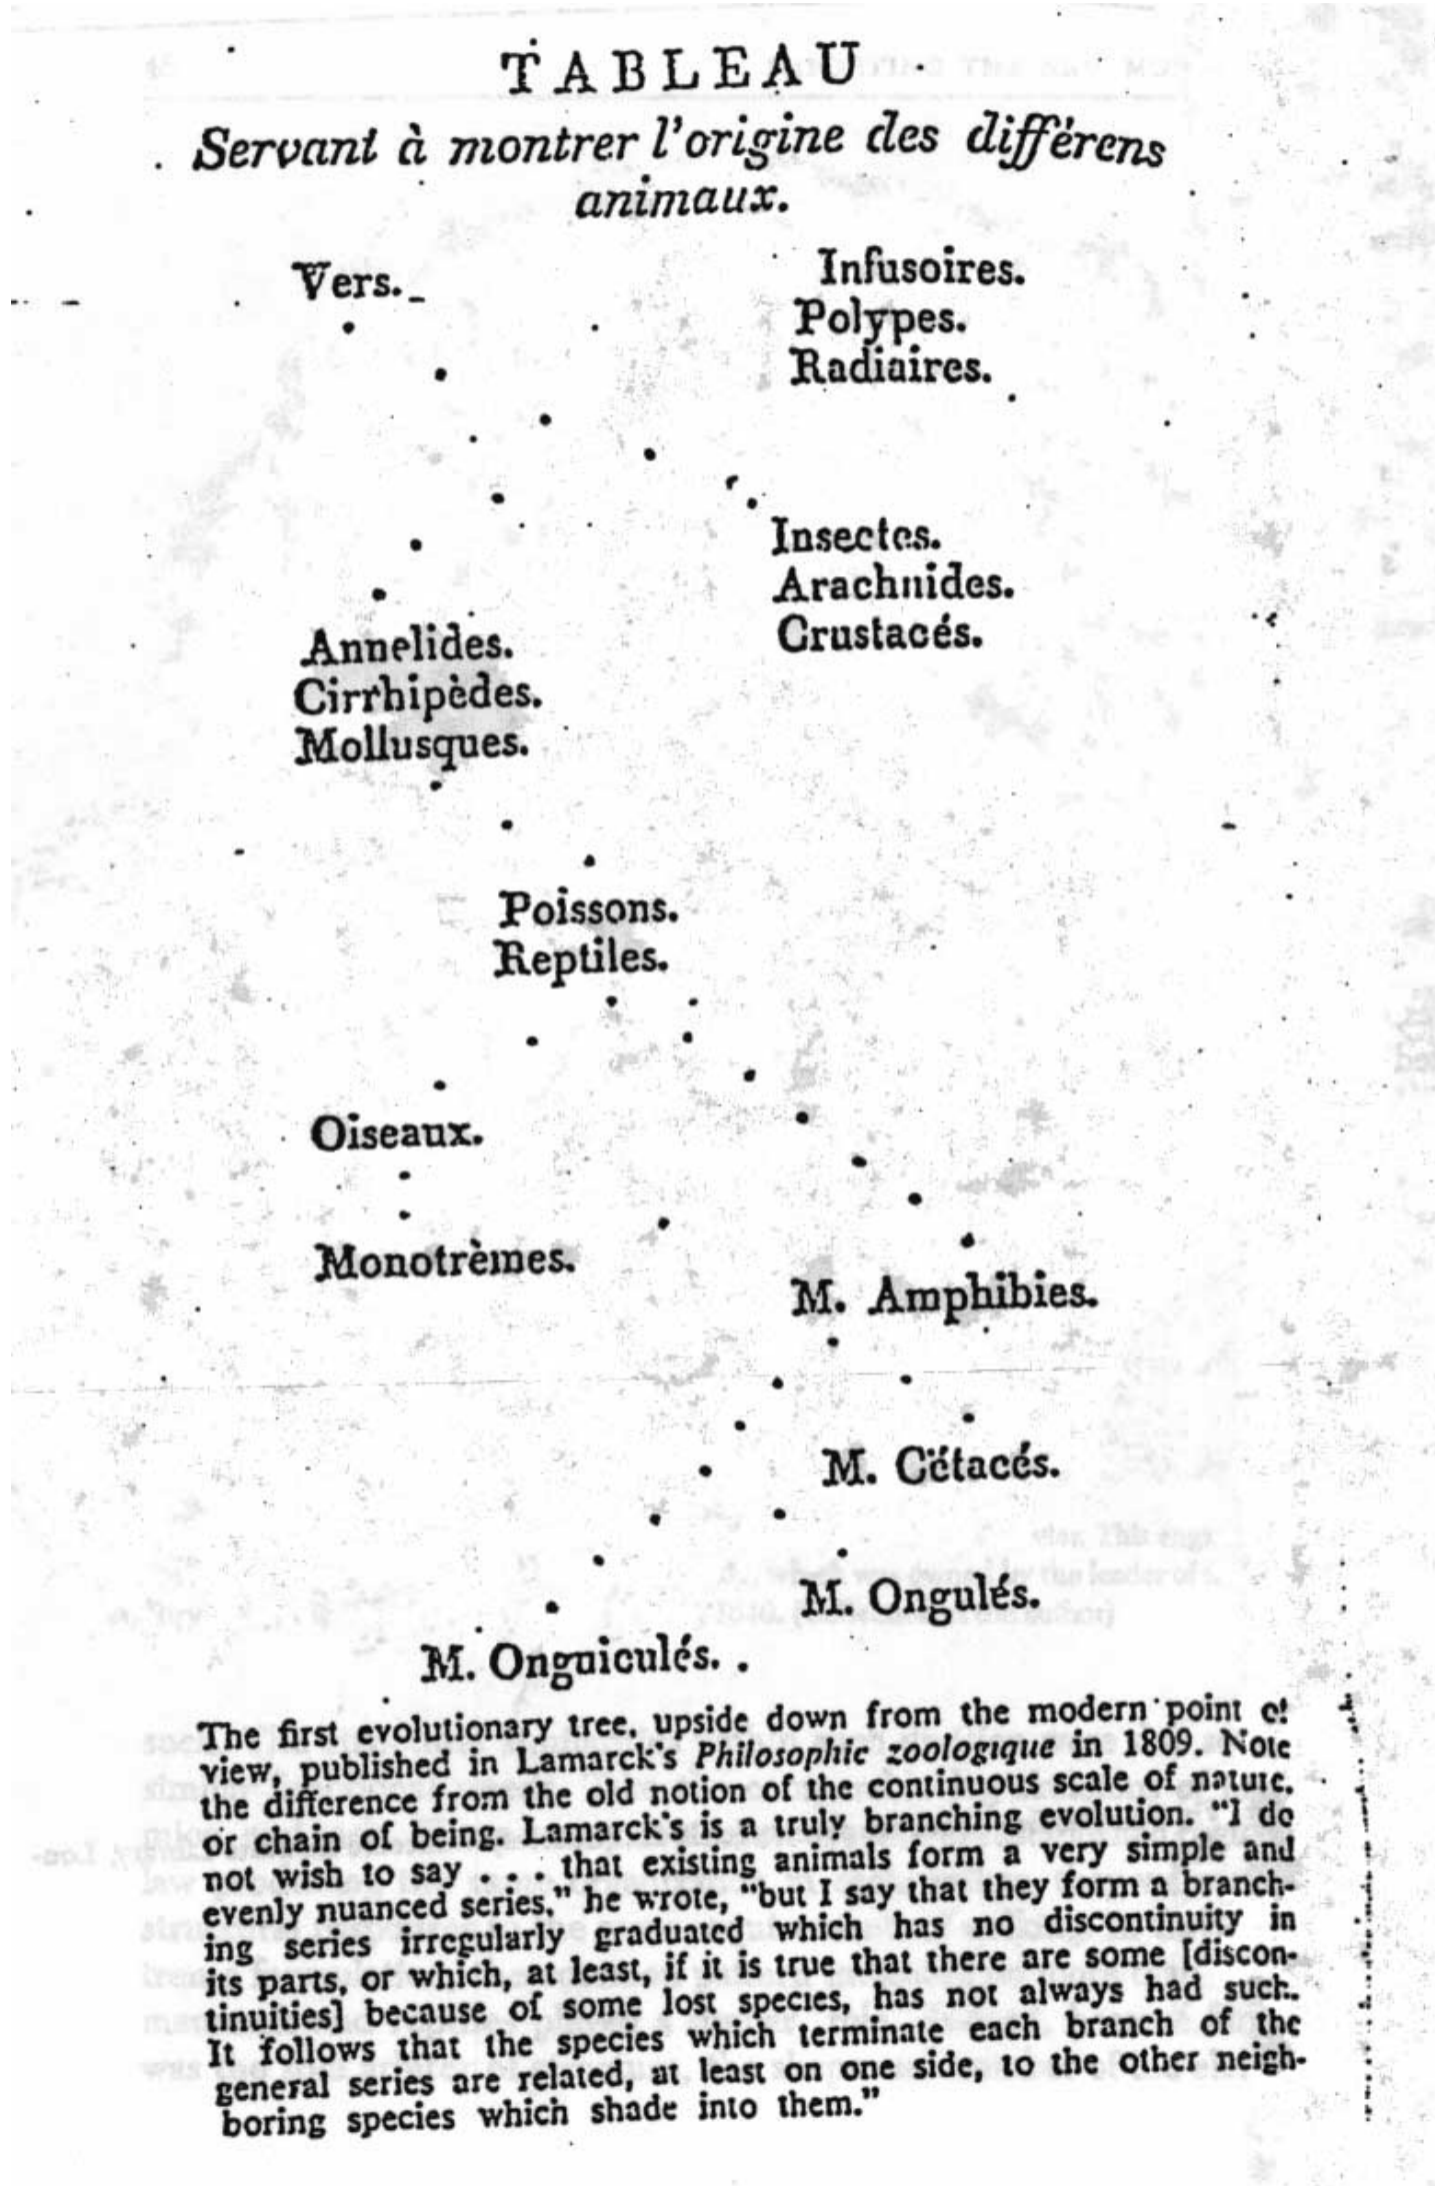 TABLEAU
Servant à montrer l'origine des différens
animaux.
Vers.
Infusoires.
Polypes.
Radiaires.
Insectes.
Arachnides.
Crustacés.
Annelides.
Cirrhipèdes.
Mollusques.
Poissons.
Reptiles.
Oiseaux.
Monotrèmes.
M. Amphibies.
M. Cétacés.
M. Ongulés.
M. Onguiculés.
The first evolutionary tree, upside down from the modern point of
view, published in Lamarck's Philosophie zoologique in 1809. Note
the difference from the old notion of the continuous scale of nature,
or chain of being. Lamarck's is a truly branching evolution. "I do
not wish to say . . . that existing animals form a very simple and
evenly nuanced series," he wrote, "but I say that they form a branch-
ing series irregularly graduated which has no discontinuity in
its parts, or which, at least, if it is true that there are some [discon-
tinuities] because of some lost species, has not always had such.
It follows that the species which terminate each branch of the
general series are related, at least on one side, to the other neigh-
boring species which shade into them."